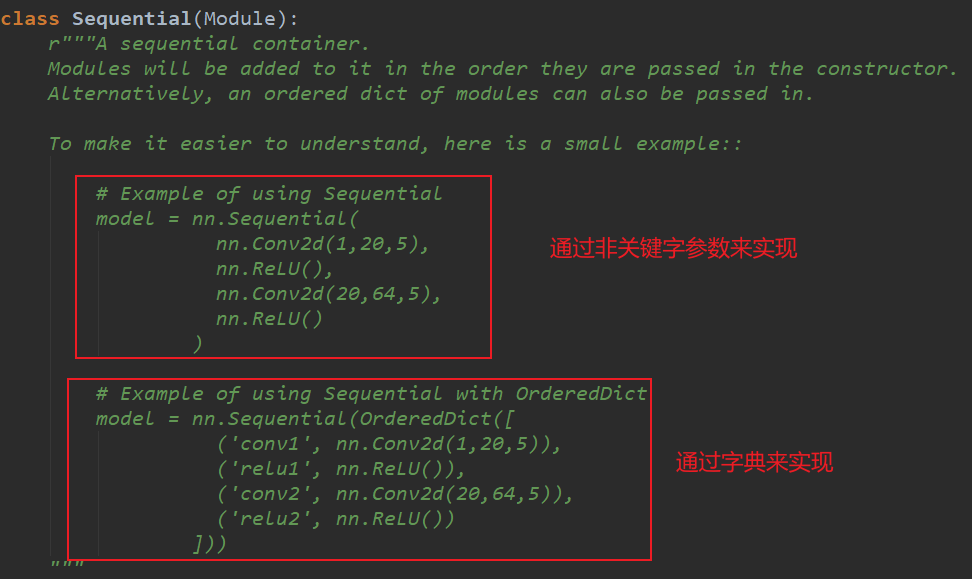 class Sequential(Module):
r"""A sequential container.
Modules will be added to it in the order they are passed in the constructor.
Alternatively, an ordered dict of modules can also be passed in.
To make it easier to understand, here is a small example::
# Example of using Sequential
model = nn.Sequential(
nn.Conv2d(1,20,5),
通过非关键字参数来实现
nn.ReLU(),
nn.Conv2d(20,64,5),
nn.ReLU()
)
# Example of using Sequential with OrderedDict
model = nn.Sequential(OrderedDict([
('conv1', nn.Conv2d(1,20,5)),
('relu1', nn.ReLU()),
通过字典来实现
('conv2', nn.Conv2d(20,64,5)),
('relu2', nn.ReLU())
]))
"""